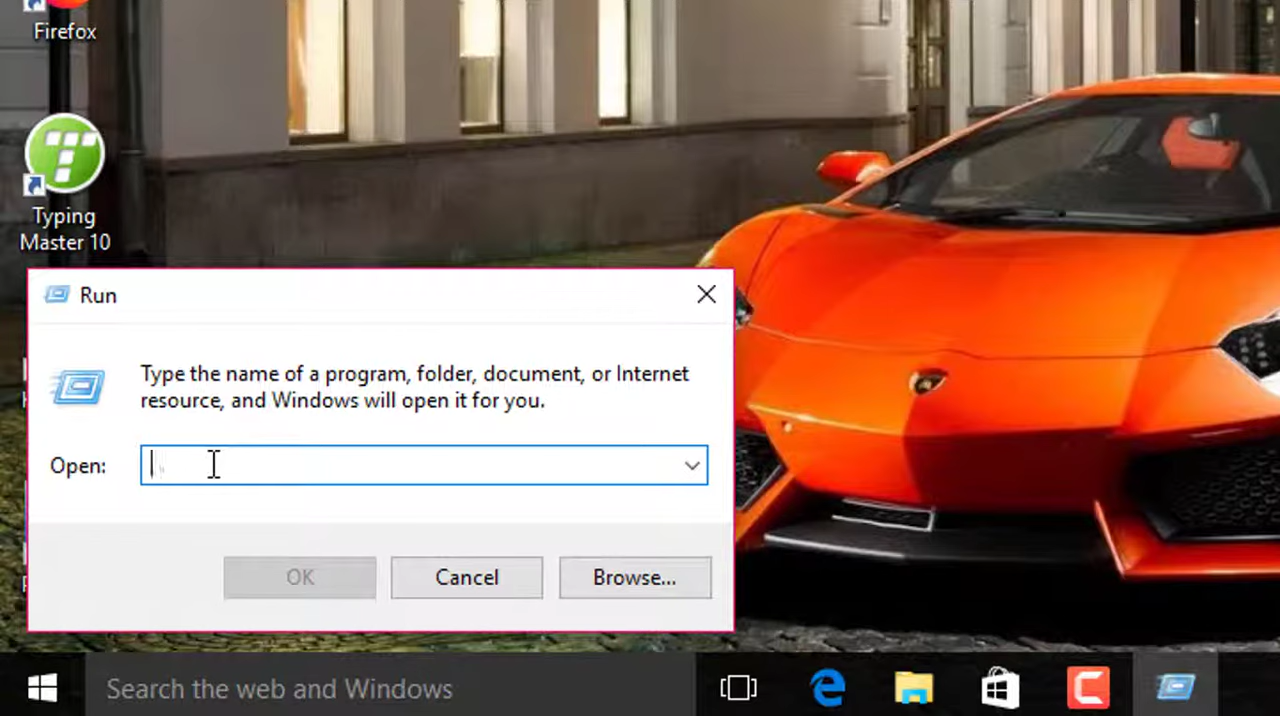 Firefox
Typing
Master 10
Run
Type the name of a program, folder, document, or Internet
resource, and Windows will open it for you.
Open:
OK
Cancel
Browse...
Search the web and Windows